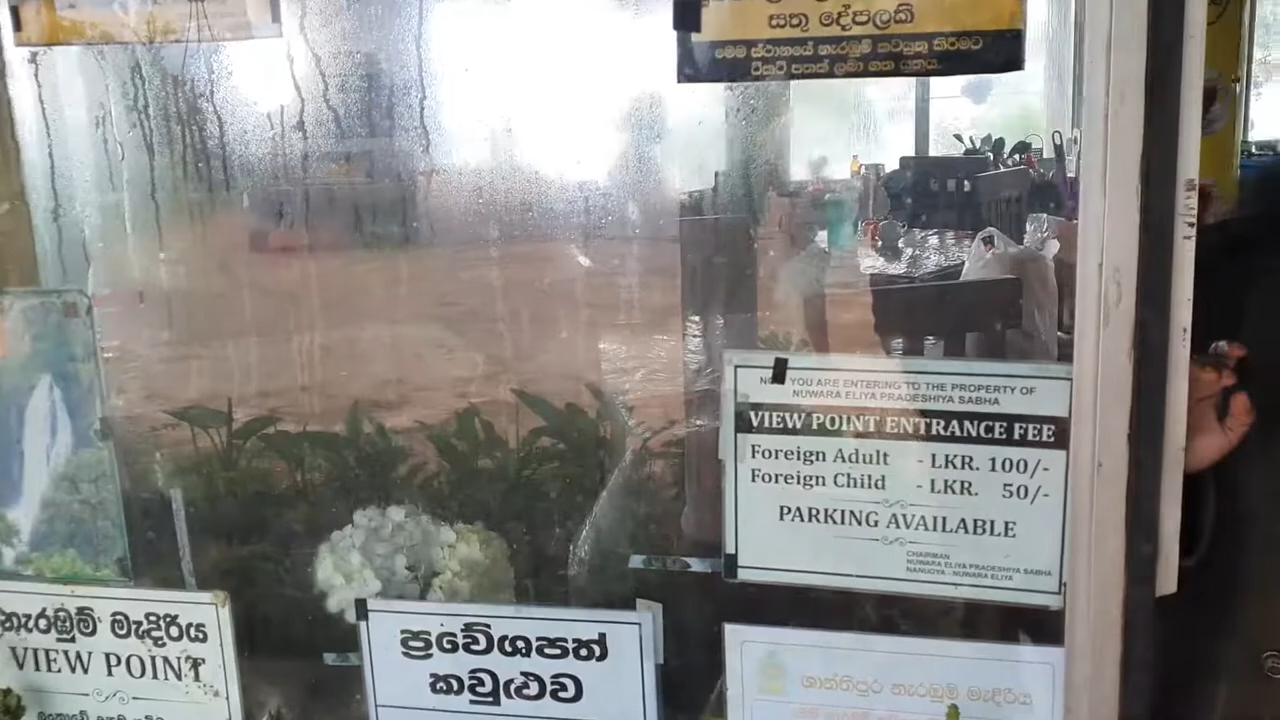 සතු දේපලකි
මෙම ස්ථානයේ නැරඹුම් කටයුතු කිරීමට
ටිකට් පතක් ලබා ගත යුතුය.
YOU ARE ENTERING TO THE PROPERTY OF
NUWARA ELIYA PRADESHIYA SABHA
VIEW POINT ENTRANCE FEE
Foreign Adult - LKR. 100/-
Foreign Child - LKR. 50/-
PARKING AVAILABLE
CHAIRMAN
NUWARA ELIYA PRADESHIYA SABHA
NANUOYA - NUWARA ELIYA
නැරඹුම් මැදිරිය
VIEW POINT
ප්‍රවේශපත්
කවුළුව
ශාන්තිපුර නැරඹුම් මැදිරිය